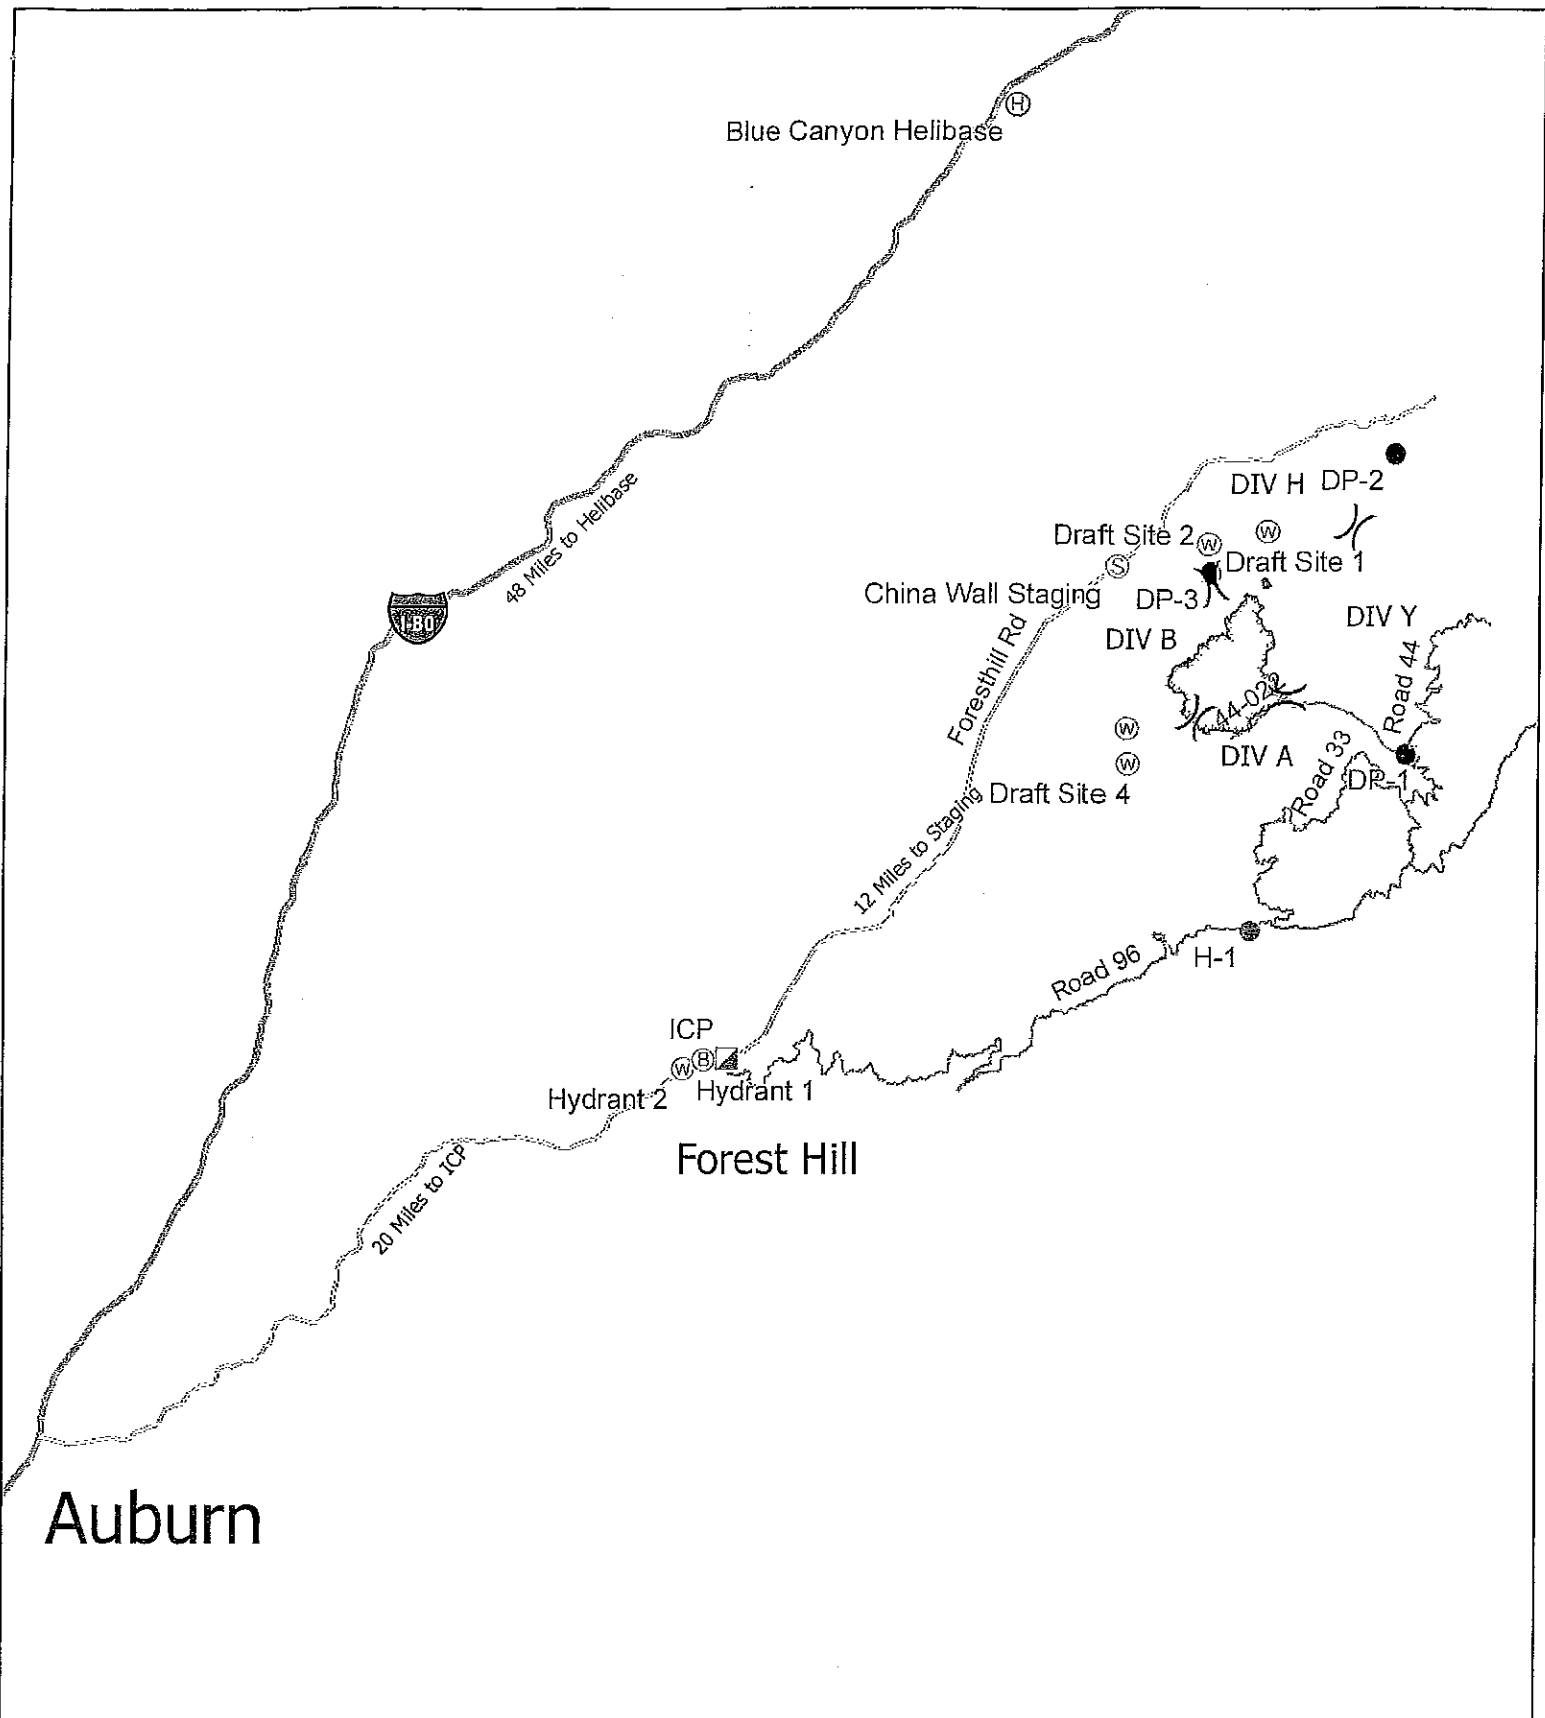 H
Blue Canyon Helibase
48 Miles to Helibase
I-80
DIV H
DP-2
Draft Site 2
W
W
Draft Site 1
S
China Wall Staging
DP-3
DIV B
DIV Y
Foresthill Rd
44-022
Road 44
W
DIV A
W
Draft Site 4
Road 33
DP-1
12 Miles to Staging
H-1
Road 96
ICP
W
8
Hydrant 2
Hydrant 1
Forest Hill
20 Miles to ICP
Auburn